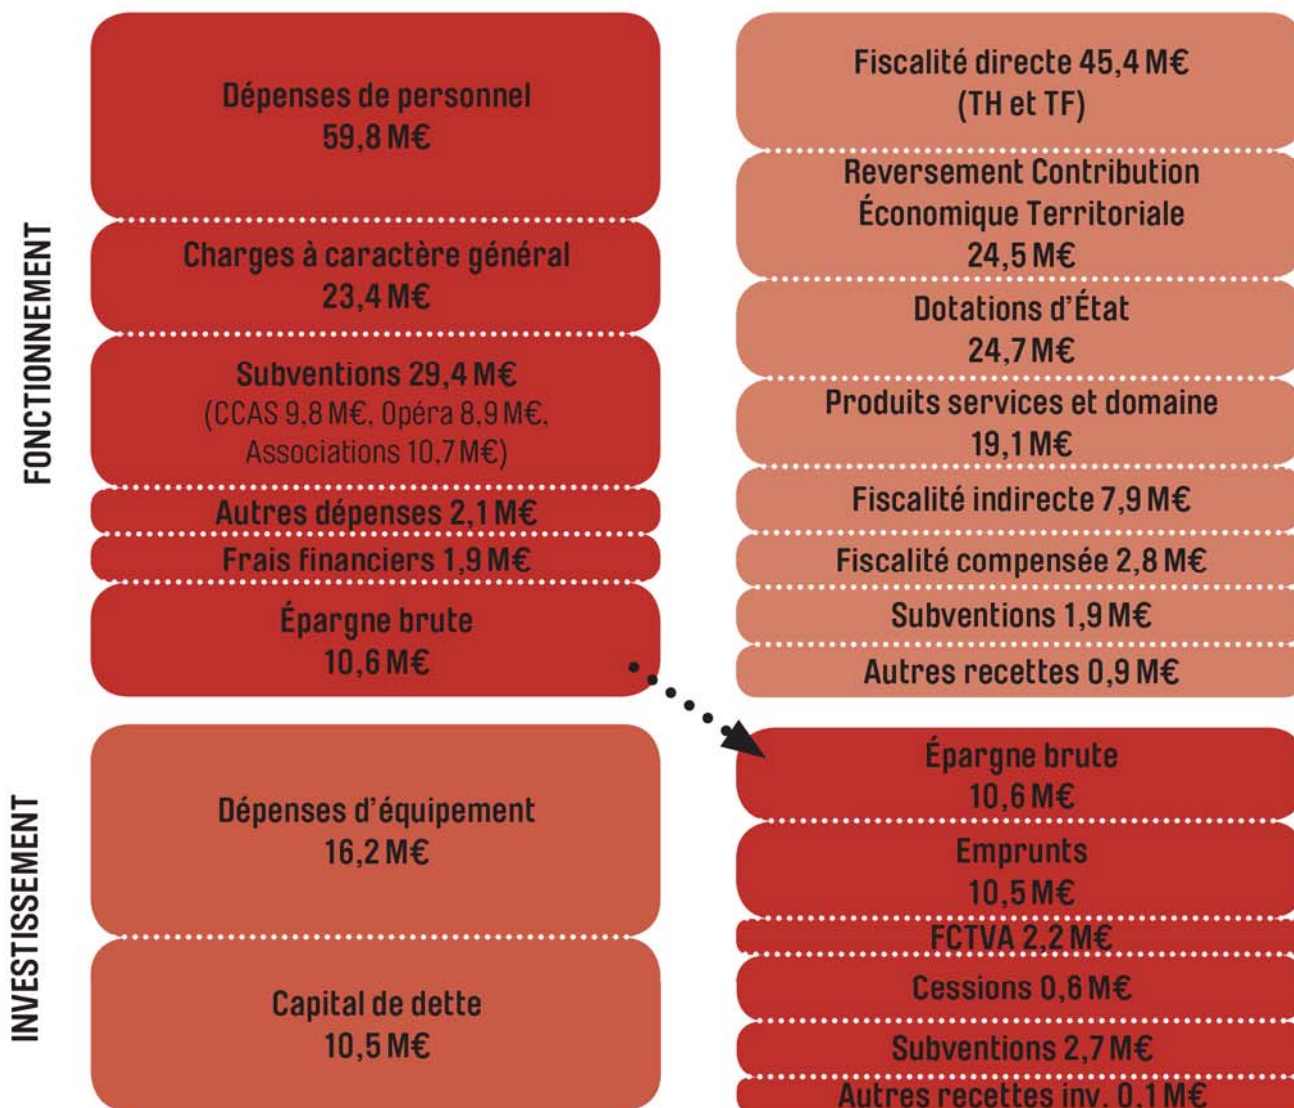 FONCTIONNEMENT
Dépenses de personnel
59,8 M€
Charges à caractère général
23,4 M€
Subventions 29,4 M€
(CCAS 9,8 M€, Opéra 8,9 M€,
Associations 10,7 M€)
Autres dépenses 2,1 M€
Frais financiers 1,9 M€
Épargne brute
10,6 M€
Fiscalité directe 45,4 M€
(TH et TF)
Reversement Contribution
Économique Territoriale
24,5 M€
Dotations d'État
24,7 M€
Produits services et domaine
19,1 M€
Fiscalité indirecte 7,9 M€
Fiscalité compensée 2,8 M€
Subventions 1,9 M€
Autres recettes 0,9 M€
INVESTISSEMENT
Dépenses d'équipement
16,2 M€
Capital de dette
10,5 M€
Épargne brute
10,6 M€
Emprunts
10,5 M€
FCTVA 2,2 M€
Cessions 0,6 M€
Subventions 2,7 M€
Autres recettes inv. 0,1 M€